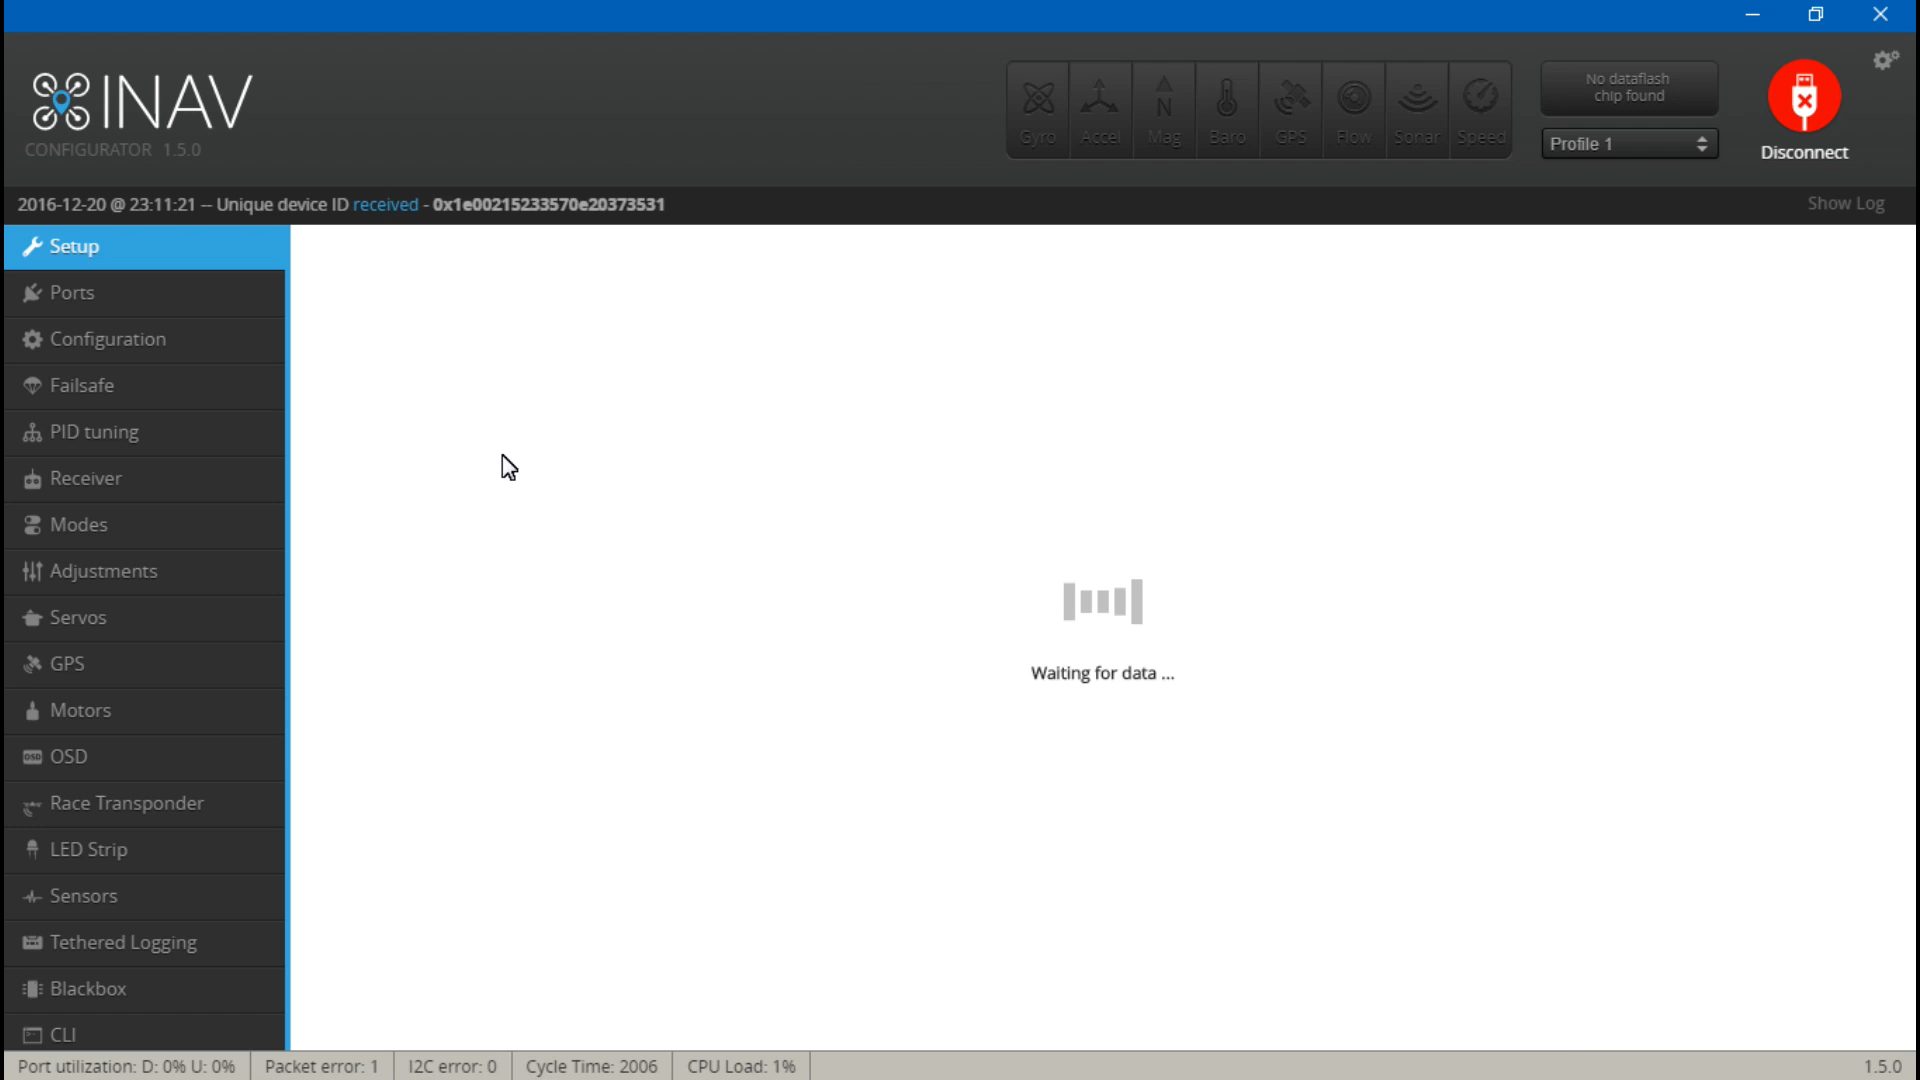 INAV
CONFIGURATOR 1.5.0
Gyro
Accel
Mag
Baro
GPS
Flow
Sonar
Speed
No dataflash
chip found
Profile 1
Disconnect
2016-12-20 @ 23:11:21 -- Unique device ID received - 0x1e00215233570e20373531
Show Log
Setup
Ports
Configuration
Failsafe
PID tuning
Receiver
Modes
Adjustments
Servos
GPS
Motors
OSD
Race Transponder
LED Strip
Sensors
Tethered Logging
Blackbox
CLI
Waiting for data ...
Port utilization: D: 0% U: 0%
Packet error: 1
I2C error: 0
Cycle Time: 2006
CPU Load: 1%
1.5.0